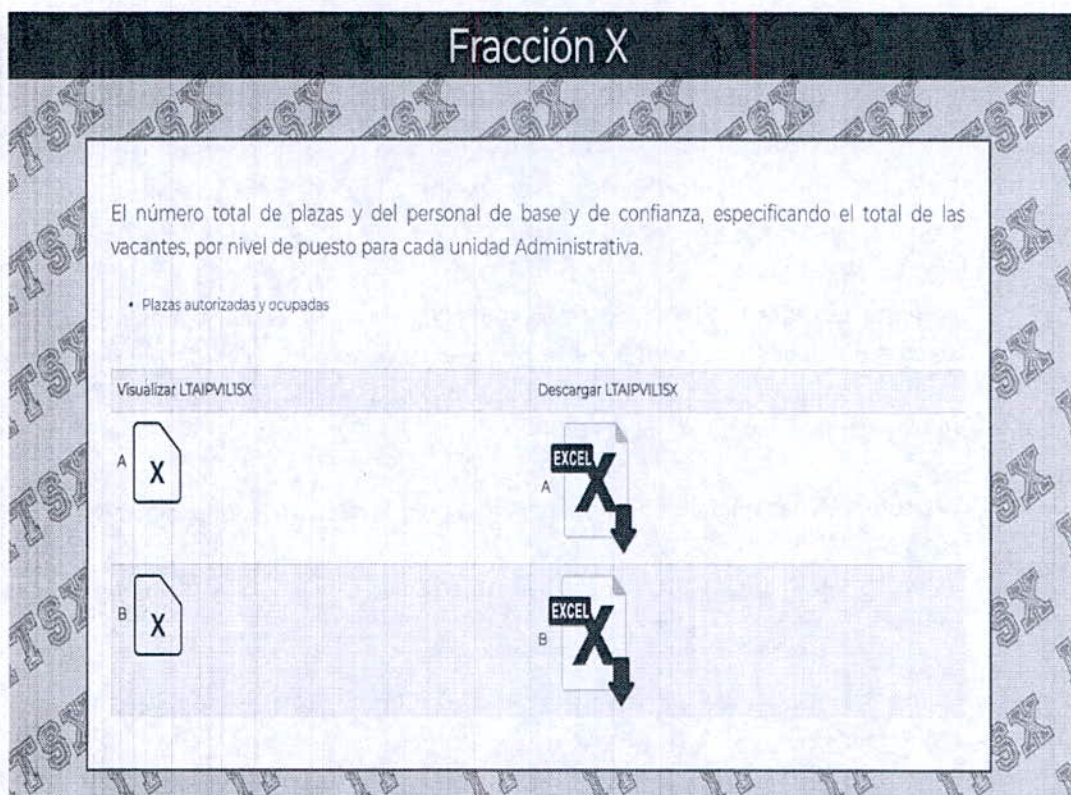 Fracción X
El número total de plazas y del personal de base y de confianza, especificando el total de las
vacantes, por nivel de puesto para cada unidad Administrativa.
• Plazas autorizadas y ocupadas
Visualizar LTAIPVIL15X Descargar LTAIPVIL15X
A X A EXCEL X
B X B EXCEL X
ITSX